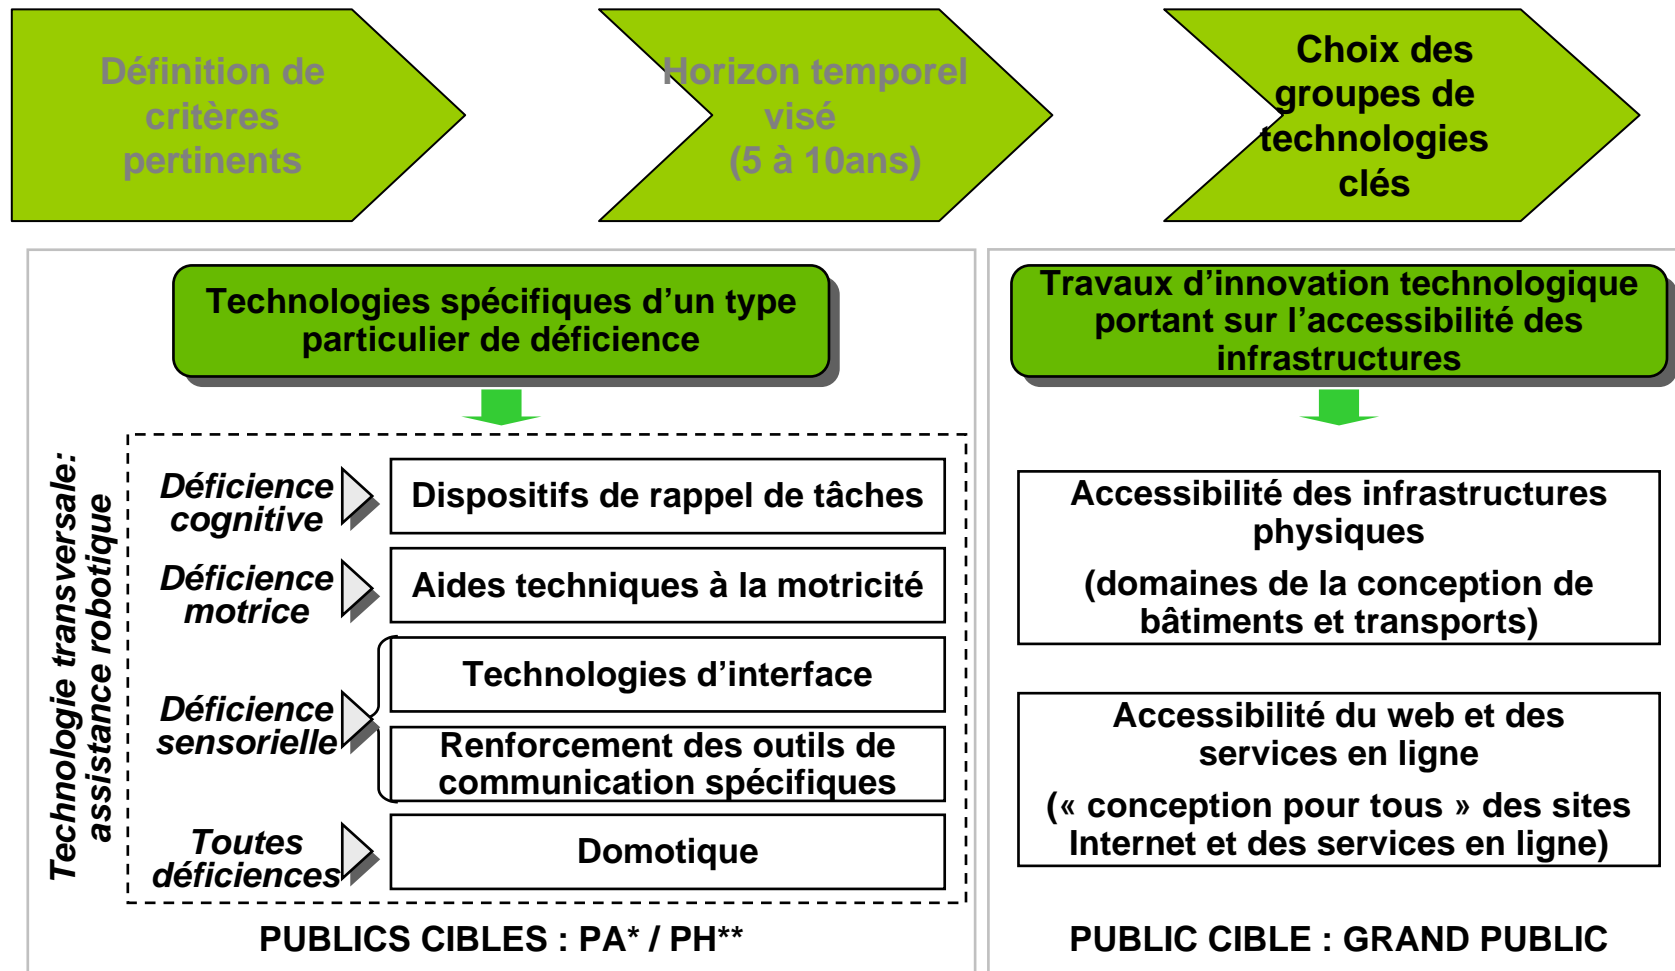 Définition de
critères
pertinents
Horizon temporel
visé
(5 à 10ans)
Choix des
groupes de
technologies
clés
Technologies spécifiques d’un type
particulier de déficience
Technologie transversale:
assistance robotique
Déficience
cognitive
Dispositifs de rappel de tâches
Déficience
motrice
Aides techniques à la motricité
Déficience
sensorielle
Technologies d’interface
Renforcement des outils de
communication spécifiques
Toutes
déficiences
Domotique
PUBLICS CIBLES : PA* / PH**
Travaux d’innovation technologique
portant sur l’accessibilité des
infrastructures
Accessibilité des infrastructures
physiques
(domaines de la conception de
bâtiments et transports)
Accessibilité du web et des
services en ligne
(« conception pour tous » des sites
Internet et des services en ligne)
PUBLIC CIBLE : GRAND PUBLIC